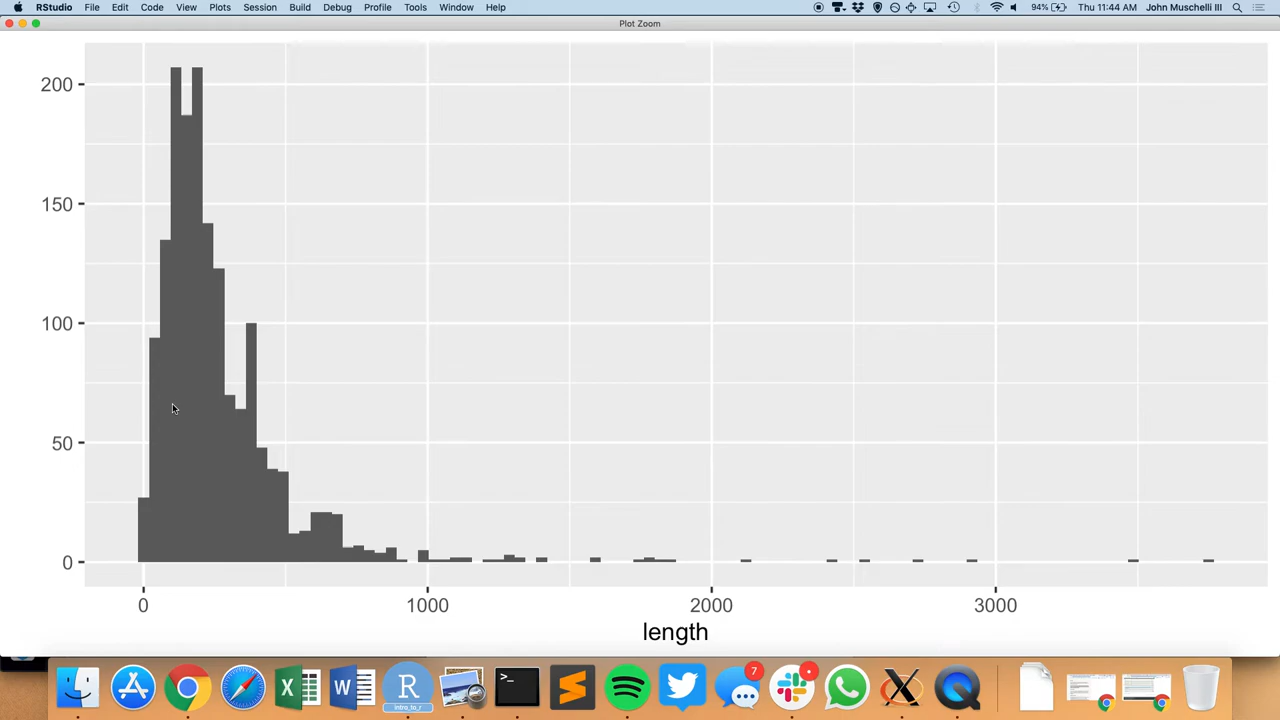 RStudio File Edit Code View Plots Session Build Debug Profile Tools Window Help 94% Thu 11:44 AM John Muschelli III
Plot Zoom
200
150
100
50
0
0 1000 2000 3000
length
X W R >_ S 7
intro_to_r